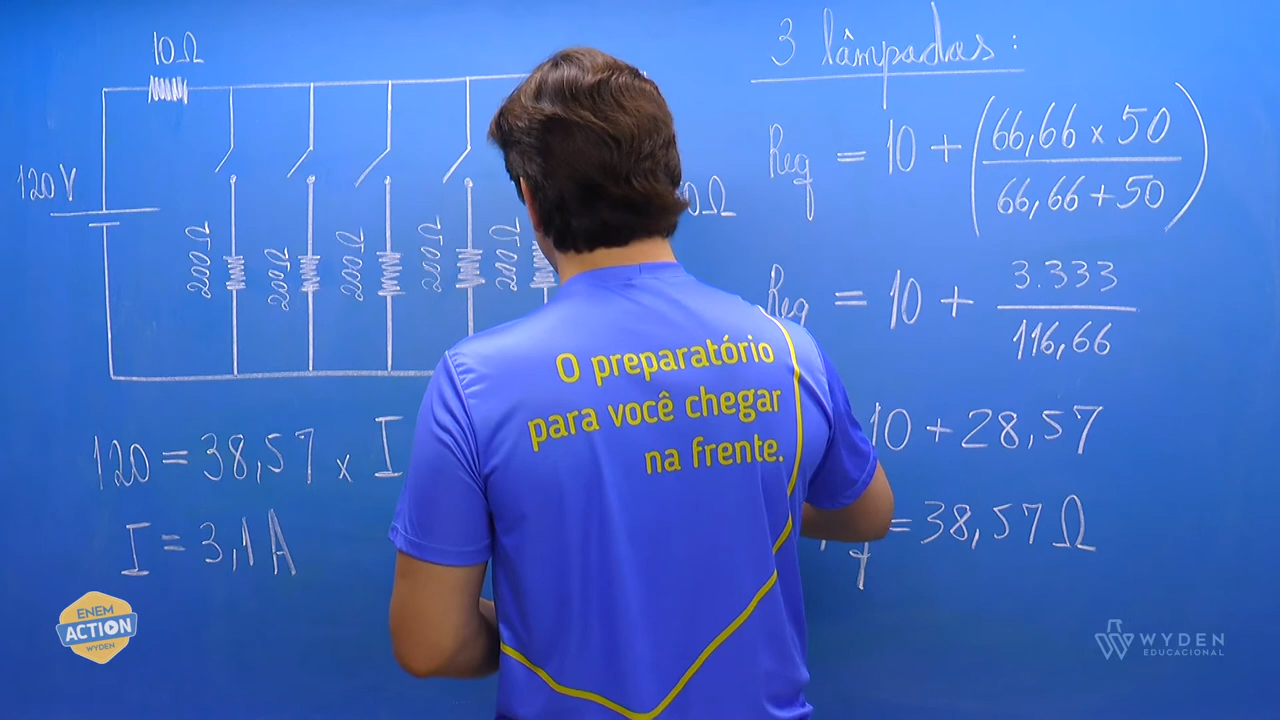 10Ω
120V
200Ω 200Ω 200Ω 200Ω 200Ω
0Ω
120 = 38,57 x I
I = 3,1A
3 lâmpadas:
Req = 10 + (66,66 x 50 / 66,66 + 50)
Req = 10 + 3.333 / 116,66
10 + 28,57
= 38,57Ω
O preparatório
para você chegar
na frente.
ENEM
ACTION
WYDEN
WYDEN
EDUCACIONAL